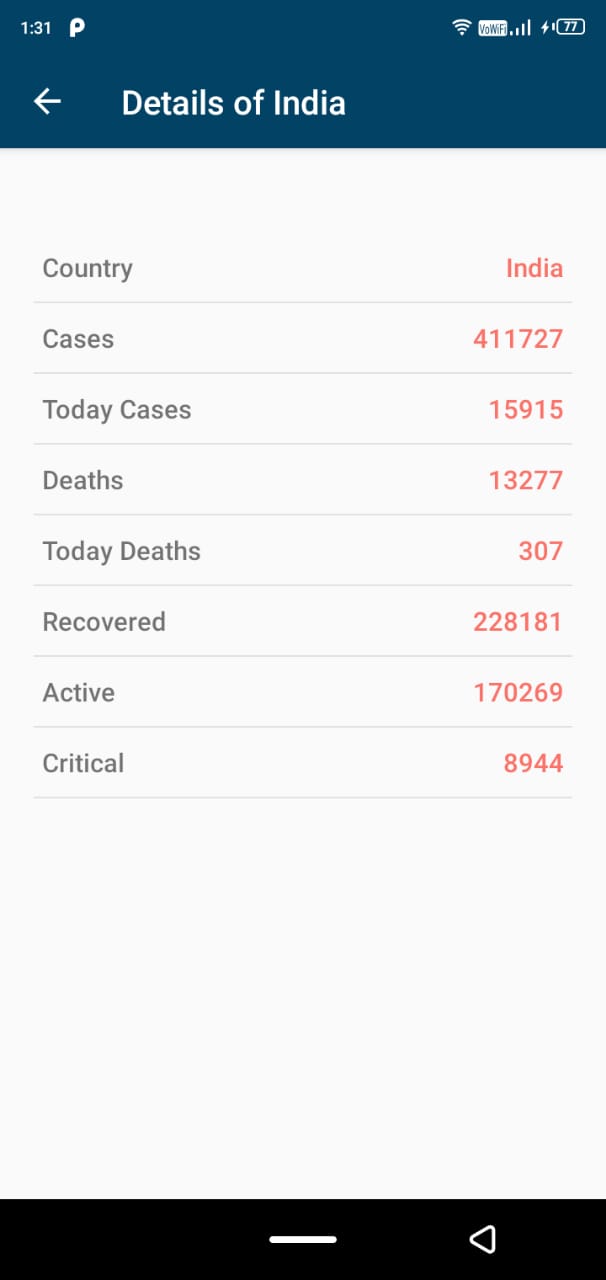 1:31 P VoWiFi 77
Details of India
Country India
Cases 411727
Today Cases 15915
Deaths 13277
Today Deaths 307
Recovered 228181
Active 170269
Critical 8944